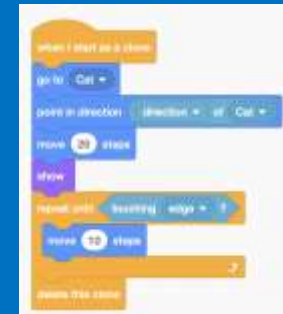 when I start as a clone
go to Cat
point in direction direction of Cat
move 20 steps
show
repeat until touching edge ?
move 10 steps
delete this clone